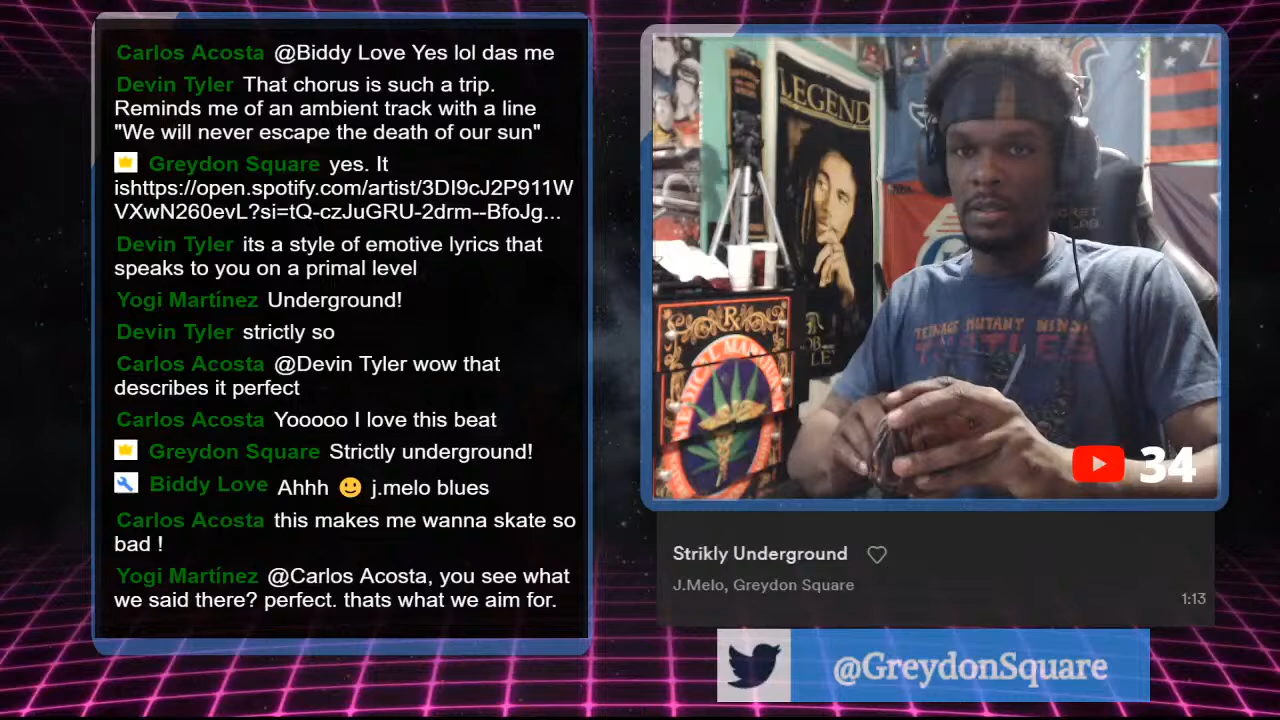 Carlos Acosta @Biddy Love Yes lol das me
Devin Tyler That chorus is such a trip.
Reminds me of an ambient track with a line
"We will never escape the death of our sun"
Greydon Square yes. It
ishttps://open.spotify.com/artist/3DI9cJ2P911W
VXwN260evL?si=tQ-czJuGRU-2drm--BfoJg...
Devin Tyler its a style of emotive lyrics that
speaks to you on a primal level
Yogi Martínez Underground!
Devin Tyler strictly so
Carlos Acosta @Devin Tyler wow that
describes it perfect
Carlos Acosta Yooooo I love this beat
Greydon Square Strictly underground!
Biddy Love Ahhh 🙂 j.melo blues
Carlos Acosta this makes me wanna skate so
bad !
Yogi Martínez @Carlos Acosta, you see what
we said there? perfect. thats what we aim for.
LEGEND
TEENAGE MUTANT NINJA
TURTLES
34
Strikly Underground
J.Melo, Greydon Square
1:13
@GreydonSquare